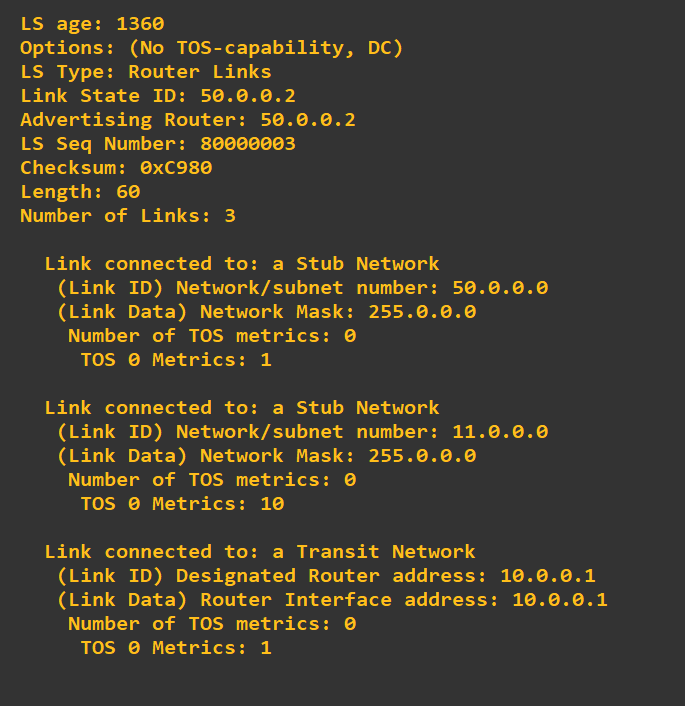 LS age: 1360
Options: (No TOS-capability, DC)
LS Type: Router Links
Link State ID: 50.0.0.2
Advertising Router: 50.0.0.2
LS Seq Number: 80000003
Checksum: 0xC980
Length: 60
Number of Links: 3
Link connected to: a Stub Network
(Link ID) Network/subnet number: 50.0.0.0
(Link Data) Network Mask: 255.0.0.0
Number of TOS metrics: 0
TOS 0 Metrics: 1
Link connected to: a Stub Network
(Link ID) Network/subnet number: 11.0.0.0
(Link Data) Network Mask: 255.0.0.0
Number of TOS metrics: 0
TOS 0 Metrics: 10
Link connected to: a Transit Network
(Link ID) Designated Router address: 10.0.0.1
(Link Data) Router Interface address: 10.0.0.1
Number of TOS metrics: 0
TOS 0 Metrics: 1